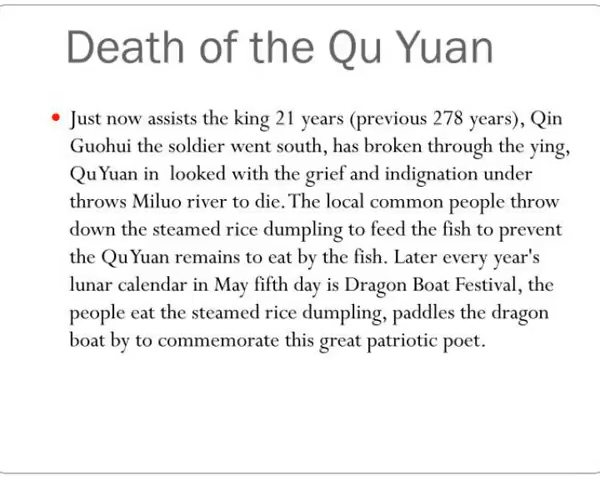 Death of the Qu Yuan
• Just now assists the king 21 years (previous 278 years), Qin
Guohui the soldier went south, has broken through the ying,
Qu Yuan in  looked with the grief and indignation under
throws Miluo river to die. The local common people throw
down the steamed rice dumpling to feed the fish to prevent
the Qu Yuan remains to eat by the fish. Later every year's
lunar calendar in May fifth day is Dragon Boat Festival, the
people eat the steamed rice dumpling, paddles the dragon
boat by to commemorate this great patriotic poet.